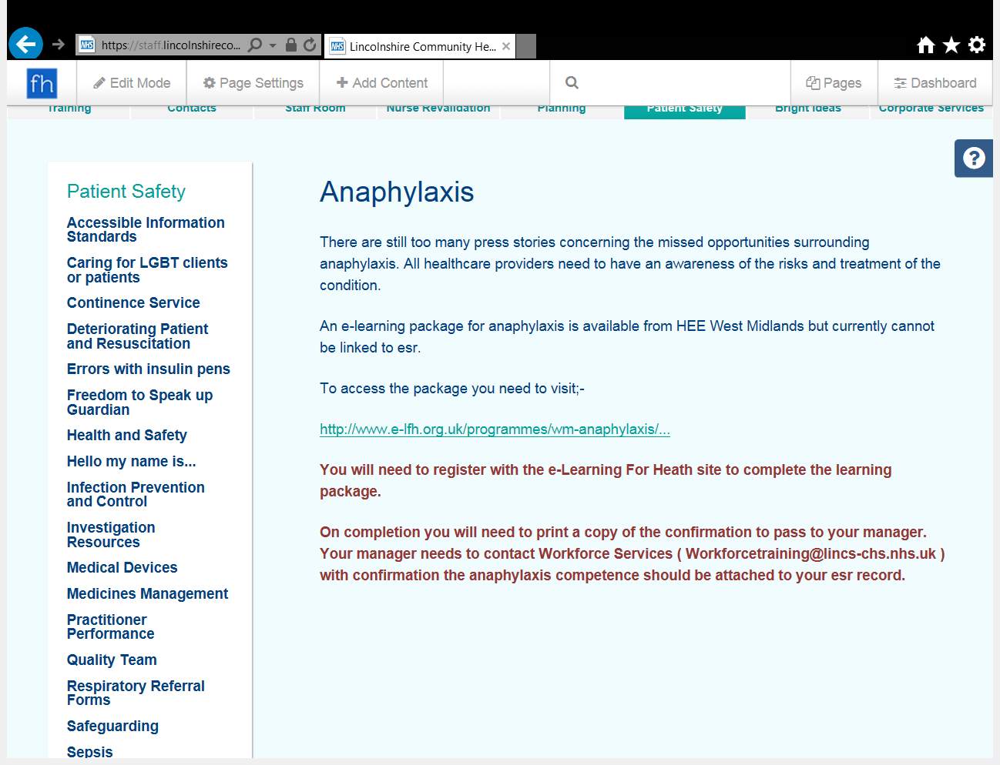 NHS
https://staff.lincolnshireco...
NHS
Lincolnshire Community He...
fh
Edit Mode
Page Settings
Add Content
Pages
Dashboard
Training
Contacts
Staff Room
Nurse Revalidation
Planning
Patient Safety
Bright Ideas
Corporate Services
?
Patient Safety
Accessible Information
Standards
Caring for LGBT clients
or patients
Continence Service
Deteriorating Patient
and Resuscitation
Errors with insulin pens
Freedom to Speak up
Guardian
Health and Safety
Hello my name is...
Infection Prevention
and Control
Investigation
Resources
Medical Devices
Medicines Management
Practitioner
Performance
Quality Team
Respiratory Referral
Forms
Safeguarding
Sepsis
Anaphylaxis
There are still too many press stories concerning the missed opportunities surrounding
anaphylaxis. All healthcare providers need to have an awareness of the risks and treatment of the
condition.
An e-learning package for anaphylaxis is available from HEE West Midlands but currently cannot
be linked to esr.
To access the package you need to visit;-
http://www.e-lfh.org.uk/programmes/wm-anaphylaxis/...
You will need to register with the e-Learning For Heath site to complete the learning
package.
On completion you will need to print a copy of the confirmation to pass to your manager.
Your manager needs to contact Workforce Services ( Workforcetraining@lincs-chs.nhs.uk )
with confirmation the anaphylaxis competence should be attached to your esr record.